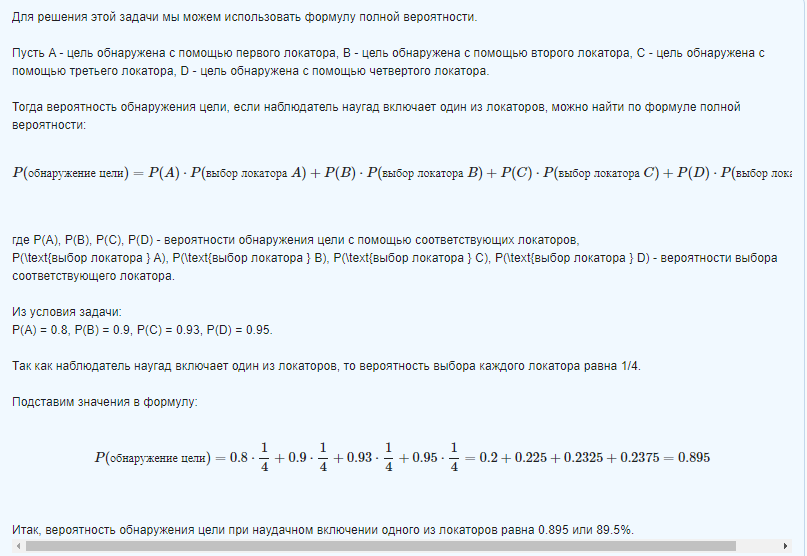 Для решения этой задачи мы можем использовать формулу полной вероятности.
Пусть A - цель обнаружена с помощью первого локатора, B - цель обнаружена с помощью второго локатора, C - цель обнаружена с
помощью третьего локатора, D - цель обнаружена с помощью четвертого локатора.
Тогда вероятность обнаружения цели, если наблюдатель наугад включает один из локаторов, можно найти по формуле полной
вероятности:
P(обнаружение цели) = P(A) · P(выбор локатора A) + P(B) · P(выбор локатора B) + P(C) · P(выбор локатора C) + P(D) · P(выбор лока
где P(A), P(B), P(C), P(D) - вероятности обнаружения цели с помощью соответствующих локаторов,
P(\text{выбор локатора } A), P(\text{выбор локатора } B), P(\text{выбор локатора } C), P(\text{выбор локатора } D) - вероятности выбора
соответствующего локатора.
Из условия задачи:
P(A) = 0.8, P(B) = 0.9, P(C) = 0.93, P(D) = 0.95.
Так как наблюдатель наугад включает один из локаторов, то вероятность выбора каждого локатора равна 1/4.
Подставим значения в формулу:
P(обнаружение цели) = 0.8 · 1/4 + 0.9 · 1/4 + 0.93 · 1/4 + 0.95 · 1/4 = 0.2 + 0.225 + 0.2325 + 0.2375 = 0.895
Итак, вероятность обнаружения цели при наудачном включении одного из локаторов равна 0.895 или 89.5%.